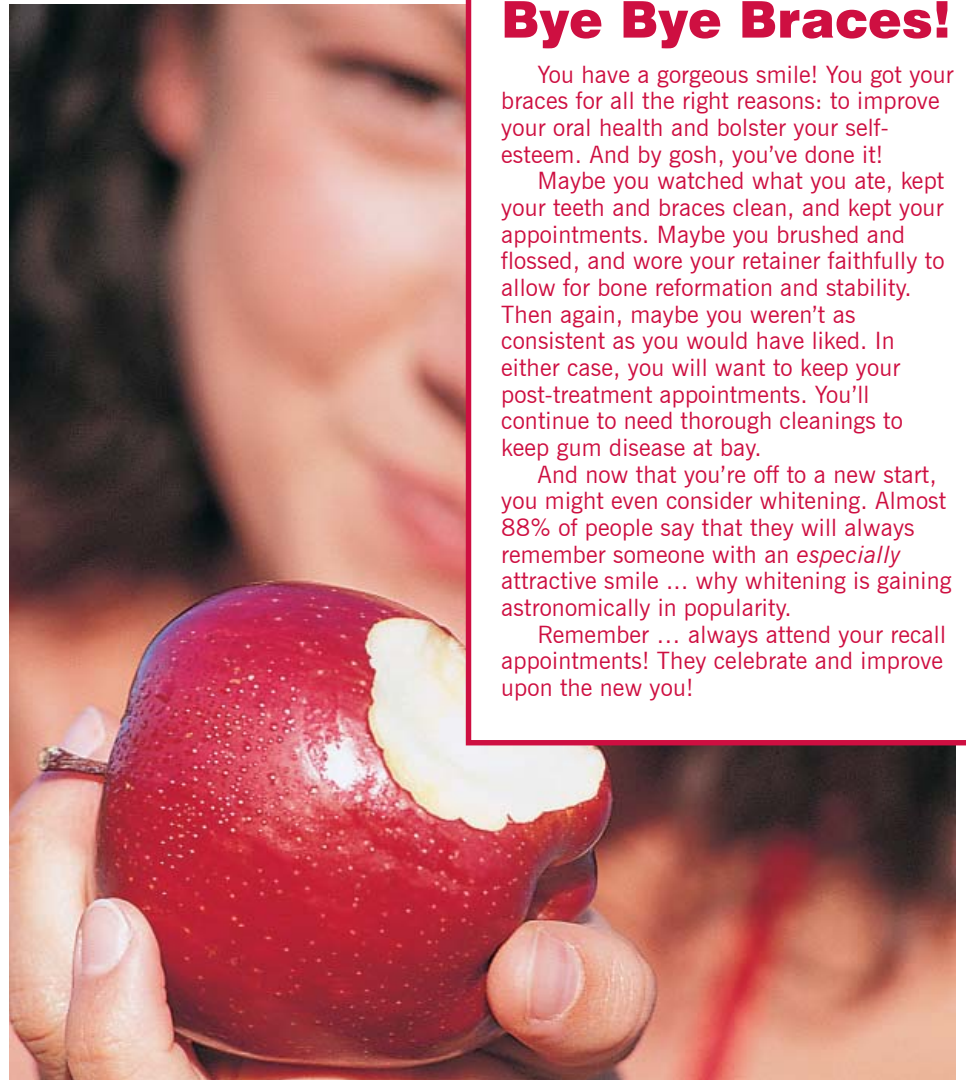 Bye Bye Braces!
You have a gorgeous smile! You got your
braces for all the right reasons: to improve
your oral health and bolster your self-
esteem. And by gosh, you’ve done it!
Maybe you watched what you ate, kept
your teeth and braces clean, and kept your
appointments. Maybe you brushed and
flossed, and wore your retainer faithfully to
allow for bone reformation and stability.
Then again, maybe you weren’t as
consistent as you would have liked. In
either case, you will want to keep your
post-treatment appointments. You’ll
continue to need thorough cleanings to
keep gum disease at bay.
And now that you’re off to a new start,
you might even consider whitening. Almost
88% of people say that they will always
remember someone with an especially
attractive smile … why whitening is gaining
astronomically in popularity.
Remember … always attend your recall
appointments! They celebrate and improve
upon the new you!